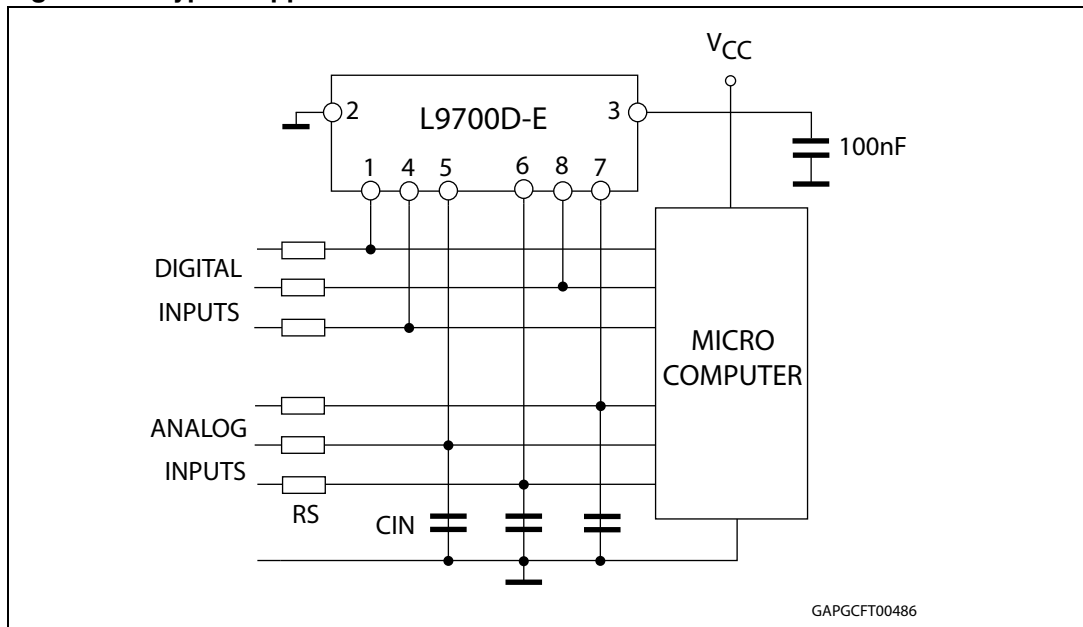 V_CC
2 L9700D-E 3
100nF
1 4 5 6 8 7
DIGITAL
INPUTS
MICRO
COMPUTER
ANALOG
INPUTS
RS
CIN
GAPGCFT00486